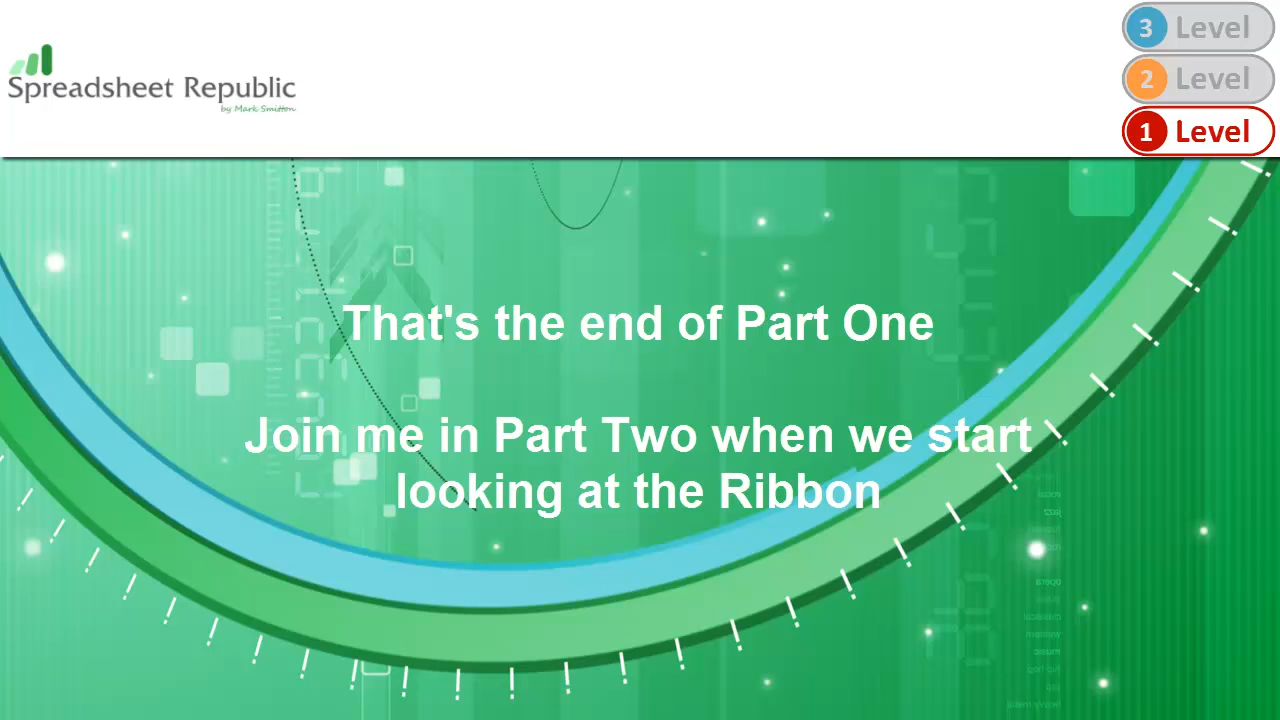 3 Level
Spreadsheet Republic
by Mark Smitton
2 Level
1 Level
That's the end of Part One
Join me in Part Two when we start
looking at the Ribbon